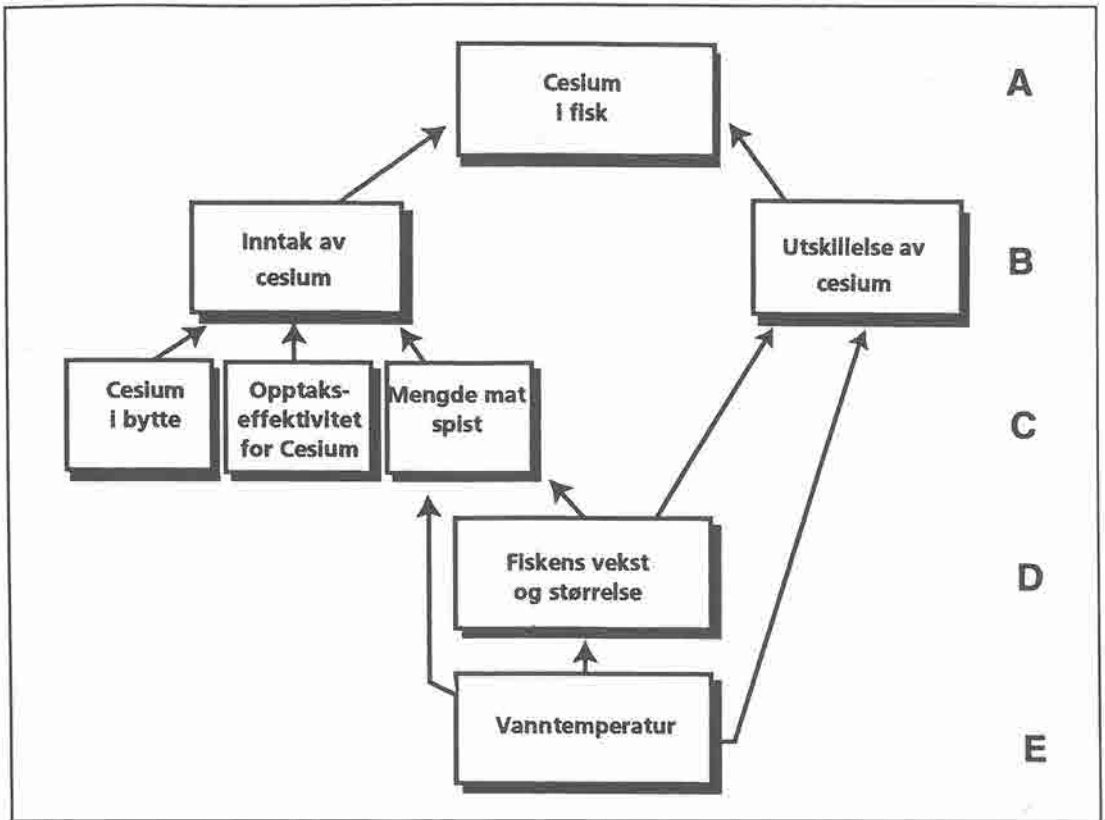 Cesium
i fisk
A
Inntak av
cesium
Utskillelse av
cesium
B
Cesium
i bytte
Opptaks-
effektivitet
for Cesium
Mengde mat
spist
C
Fiskens vekst
og størrelse
D
Vanntemperatur
E